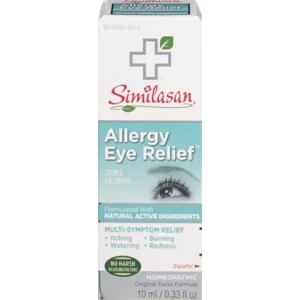 Similasan
Allergy
Eye Relief™
STERILE
EYE DROPS
Formulated With
NATURAL ACTIVE INGREDIENTS
MULTI-SYMPTOM RELIEF
• Itching • Burning
• Watering • Redness
NO HARSH
Español
HOMEOPATHIC
Original Swiss Formula
10 ml / 0.33 fl oz